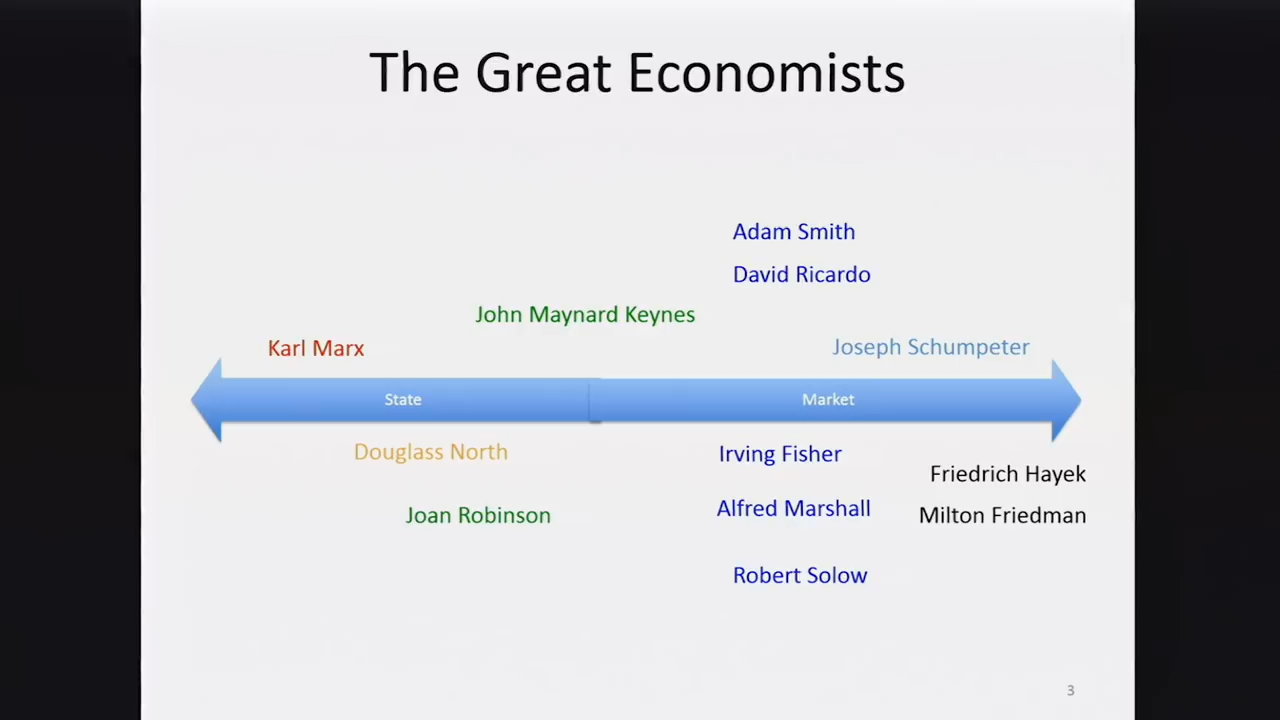 The Great Economists
Adam Smith
David Ricardo
John Maynard Keynes
Karl Marx
Joseph Schumpeter
State
Market
Douglass North
Irving Fisher
Friedrich Hayek
Alfred Marshall
Joan Robinson
Milton Friedman
Robert Solow
3